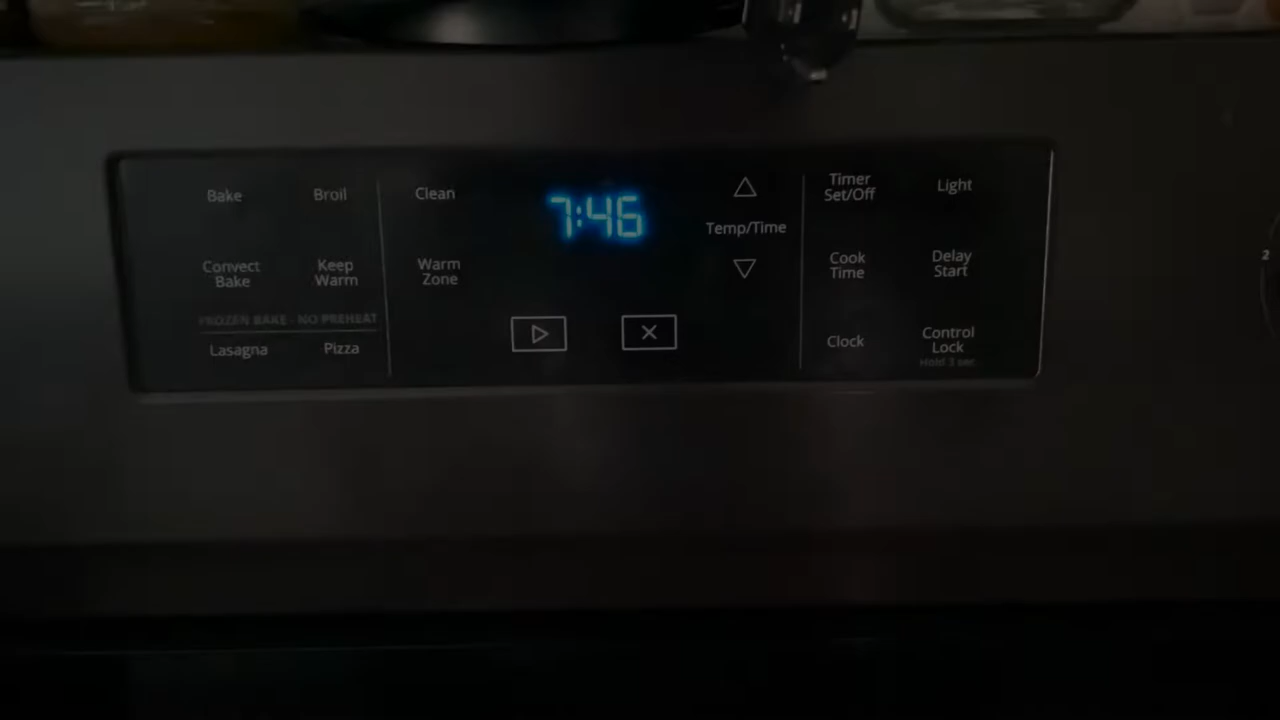 Bake
Broil
Clean
7:46
Temp/Time
Timer
Set/Off
Light
Convect
Bake
Keep
Warm
Warm
Zone
Cook
Time
Delay
Start
FROZEN BAKE - NO PREHEAT
Lasagna
Pizza
Clock
Control
Lock
Hold 3 sec
2